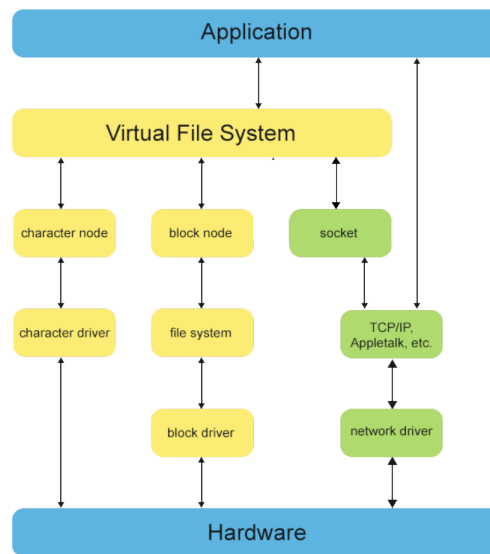 Application
Virtual File System
character node
block node
socket
character driver
file system
TCP/IP,
Appletalk, etc.
block driver
network driver
Hardware